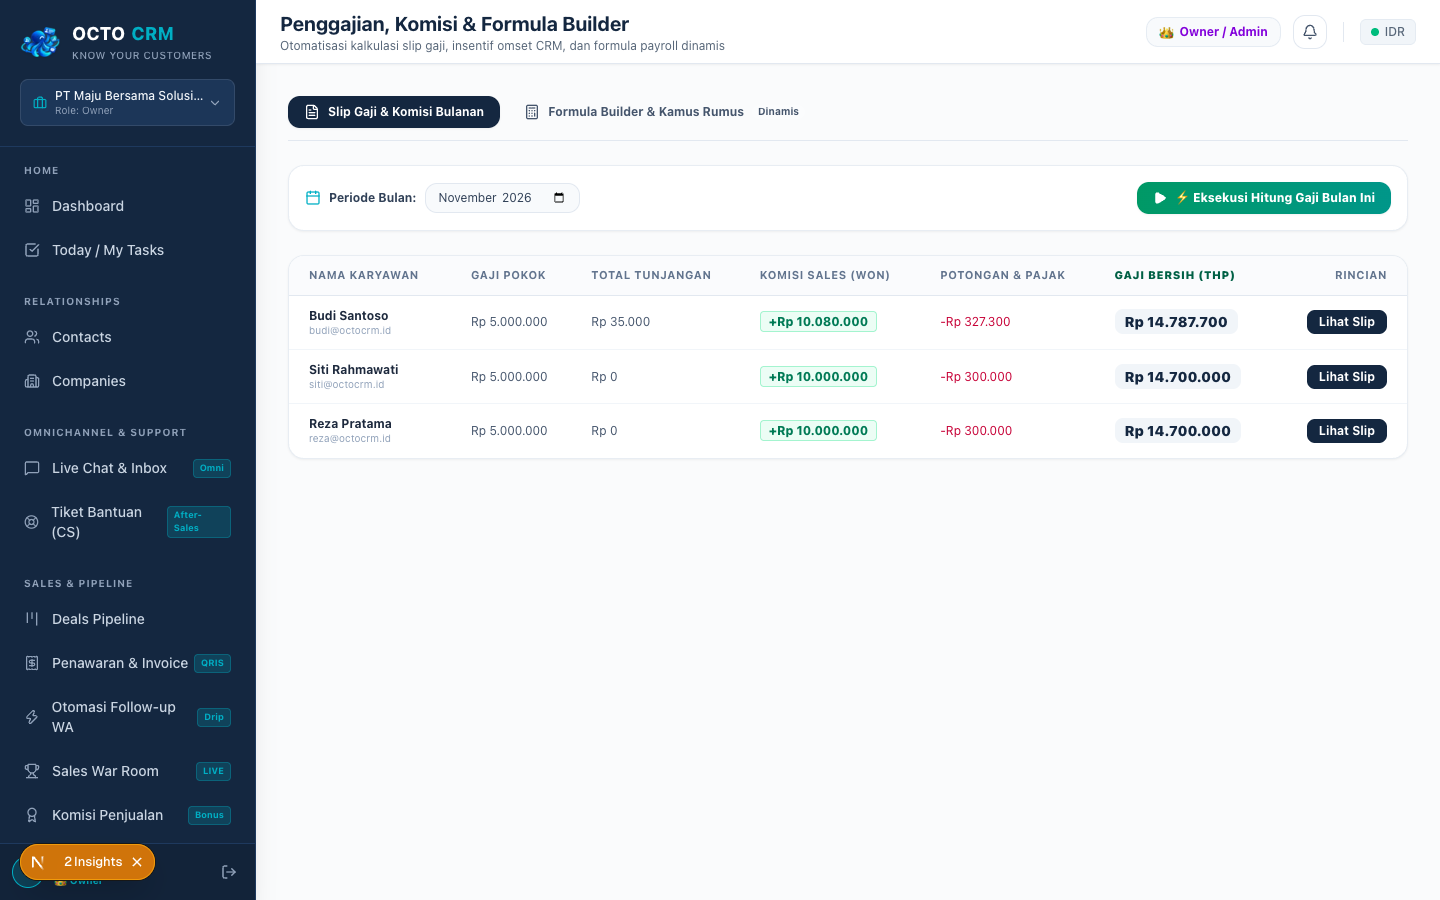 OCTO CRM
KNOW YOUR CUSTOMERS
PT Maju Bersama Solusi...
Role: Owner
HOME
Dashboard
Today / My Tasks
RELATIONSHIPS
Contacts
Companies
OMNICHANNEL & SUPPORT
Live Chat & Inbox
Omni
Tiket Bantuan
(CS)
After-
Sales
SALES & PIPELINE
Deals Pipeline
Penawaran & Invoice
QRIS
Otomasi Follow-up
WA
Drip
Sales War Room
LIVE
Komisi Penjualan
Bonus
2 Insights
Owner
Penggajian, Komisi & Formula Builder
Otomatisasi kalkulasi slip gaji, insentif omset CRM, dan formula payroll dinamis
Owner / Admin
IDR
Slip Gaji & Komisi Bulanan
Formula Builder & Kamus Rumus
Dinamis
Periode Bulan:
November 2026
Eksekusi Hitung Gaji Bulan Ini
NAMA KARYAWAN GAJI POKOK TOTAL TUNJANGAN KOMISI SALES (WON) POTONGAN & PAJAK GAJI BERSIH (THP) RINCIAN
Budi Santoso
budi@octocrm.id
Rp 5.000.000 Rp 35.000 +Rp 10.080.000 -Rp 327.300 Rp 14.787.700 Lihat Slip
Siti Rahmawati
siti@octocrm.id
Rp 5.000.000 Rp 0 +Rp 10.000.000 -Rp 300.000 Rp 14.700.000 Lihat Slip
Reza Pratama
reza@octocrm.id
Rp 5.000.000 Rp 0 +Rp 10.000.000 -Rp 300.000 Rp 14.700.000 Lihat Slip